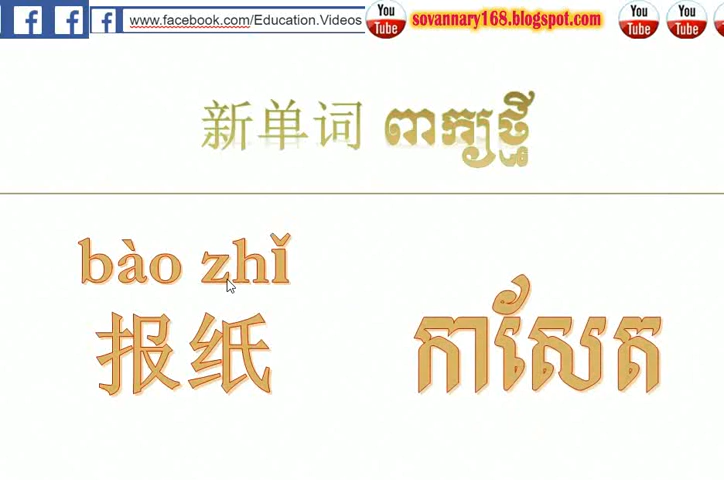 www.facebook.com/Education.Videos You Tube sovannary168.blogspot.com You Tube You Tube
新单词 ពាក្យថ្មី
bào zhǐ
报纸 កាសែត